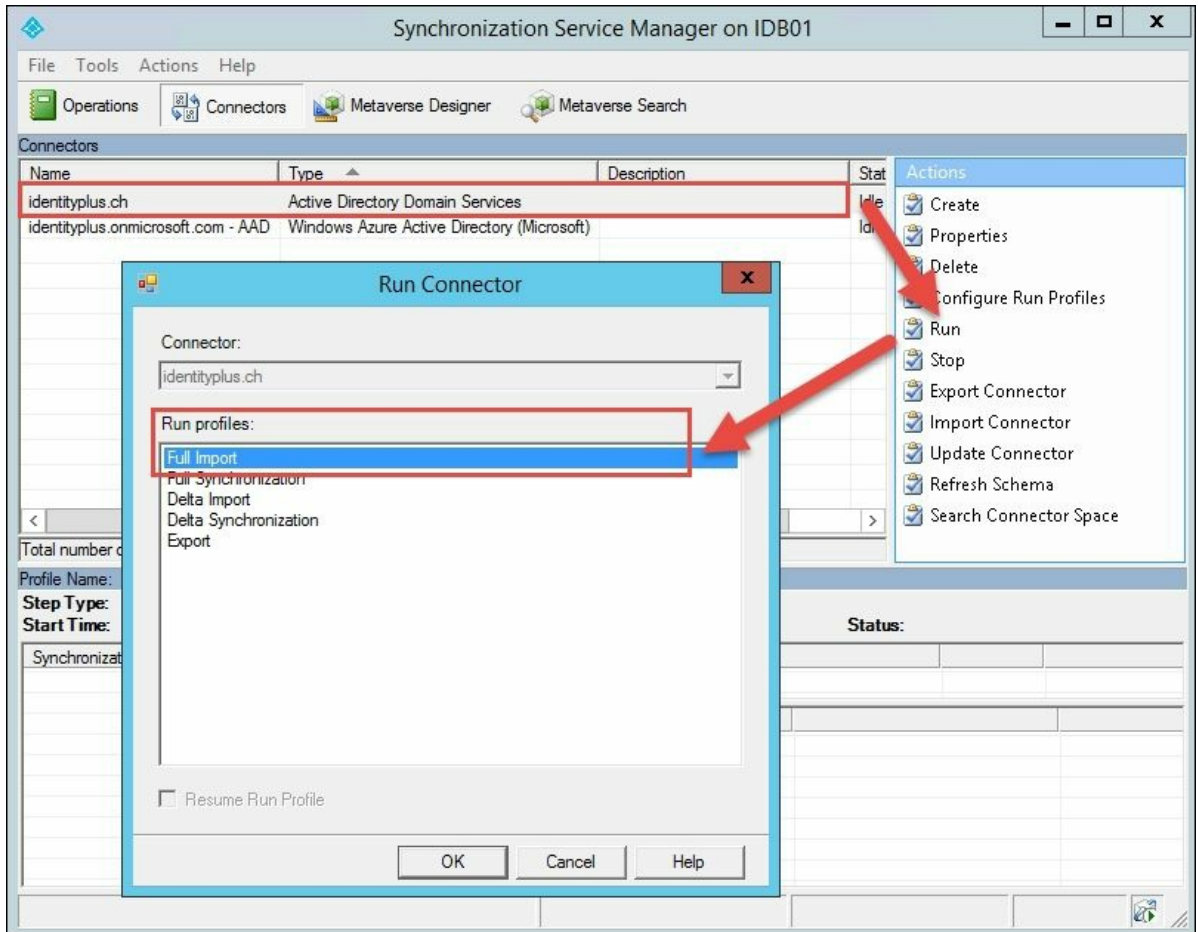 Synchronization Service Manager on IDB01
File Tools Actions Help
Operations Connectors Metaverse Designer Metaverse Search
Connectors
Name Type Description Stat
identityplus.ch Active Directory Domain Services Idle
identityplus.onmicrosoft.com - AAD Windows Azure Active Directory (Microsoft)
Actions
Create
Properties
Delete
Configure Run Profiles
Run
Stop
Export Connector
Import Connector
Update Connector
Refresh Schema
Search Connector Space
Run Connector
Connector:
identityplus.ch
Run profiles:
Full Import
Full Synchronization
Delta Import
Delta Synchronization
Export
Resume Run Profile
OK Cancel Help
Total number
Profile Name:
Step Type:
Start Time:
Status:
Synchronizat